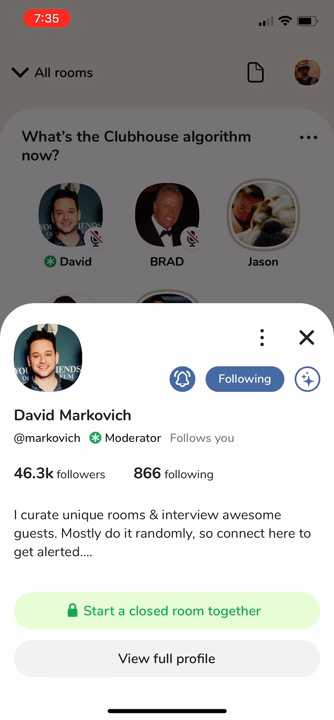 7:35
All rooms
What's the Clubhouse algorithm
now?
David
BRAD
Jason
Following
David Markovich
@markovich Moderator Follows you
46.3k followers 866 following
I curate unique rooms & interview awesome
guests. Mostly do it randomly, so connect here to
get alerted....
Start a closed room together
View full profile